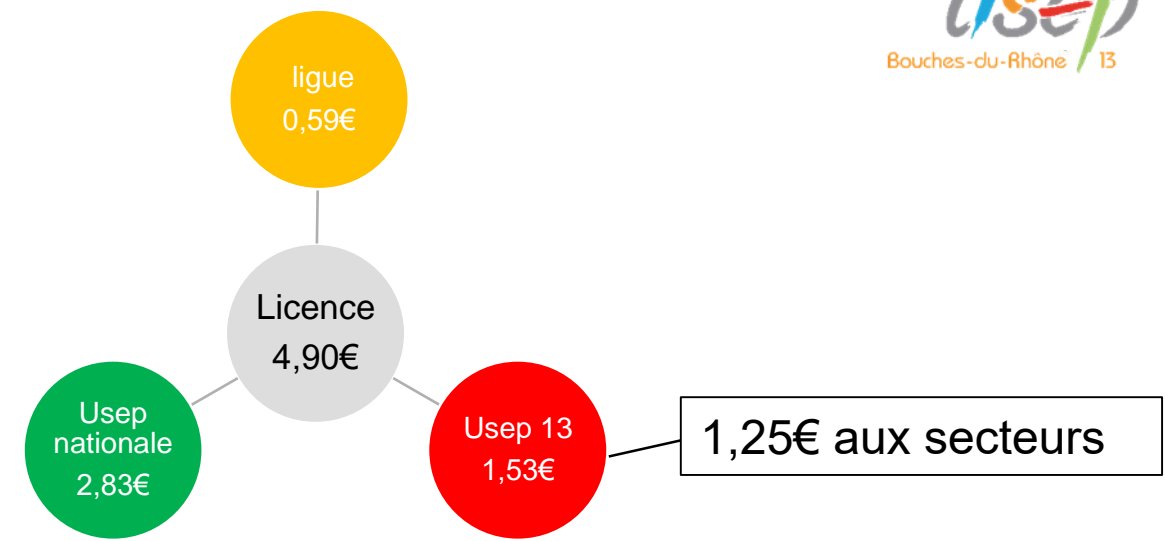 usep
Bouches-du-Rhône 13
ligue
0,59€
Licence
4,90€
Usep
nationale
2,83€
Usep 13
1,53€
1,25€ aux secteurs